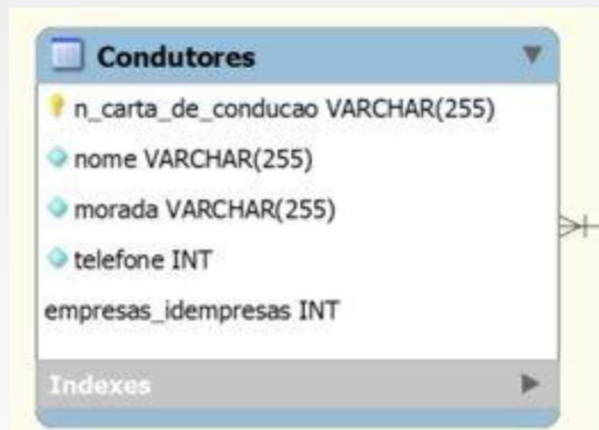 Condutores
n_carta_de_conducao VARCHAR(255)
nome VARCHAR(255)
morada VARCHAR(255)
telefone INT
empresas_idempresas INT
Indexes